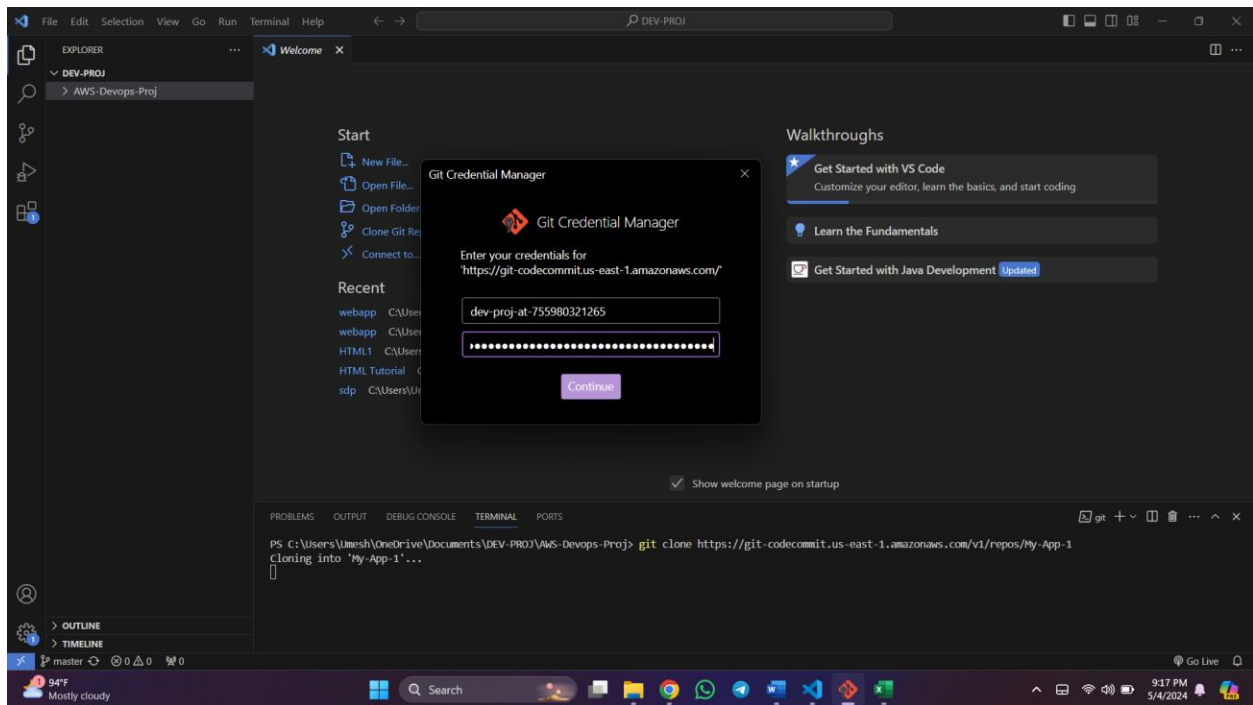 File Edit Selection View Go Run Terminal Help
DEV-PROJ
EXPLORER
Welcome
DEV-PROJ
AWS-Devops-Proj
Start
New File...
Open File...
Open Folder
Clone Git Re
Connect to...
Recent
webapp C:\User
webapp C:\User
HTML1 C:\Users
HTML Tutorial
sdp C:\Users\Un
Walkthroughs
Get Started with VS Code
Customize your editor, learn the basics, and start coding
Learn the Fundamentals
Get Started with Java Development Updated
Git Credential Manager
Git Credential Manager
Enter your credentials for
'https://git-codecommit.us-east-1.amazonaws.com/'
dev-proj-at-755980321265
Continue
Show welcome page on startup
PROBLEMS OUTPUT DEBUG CONSOLE TERMINAL PORTS
git
PS C:\Users\Umesh\OneDrive\Documents\DEV-PROJ\AWS-Devops-Proj> git clone https://git-codecommit.us-east-1.amazonaws.com/v1/repos/My-App-1
Cloning into 'My-App-1'...
OUTLINE
TIMELINE
master 0 0 0
Go Live
94°F
Mostly cloudy
Search
9:17 PM
5/4/2024